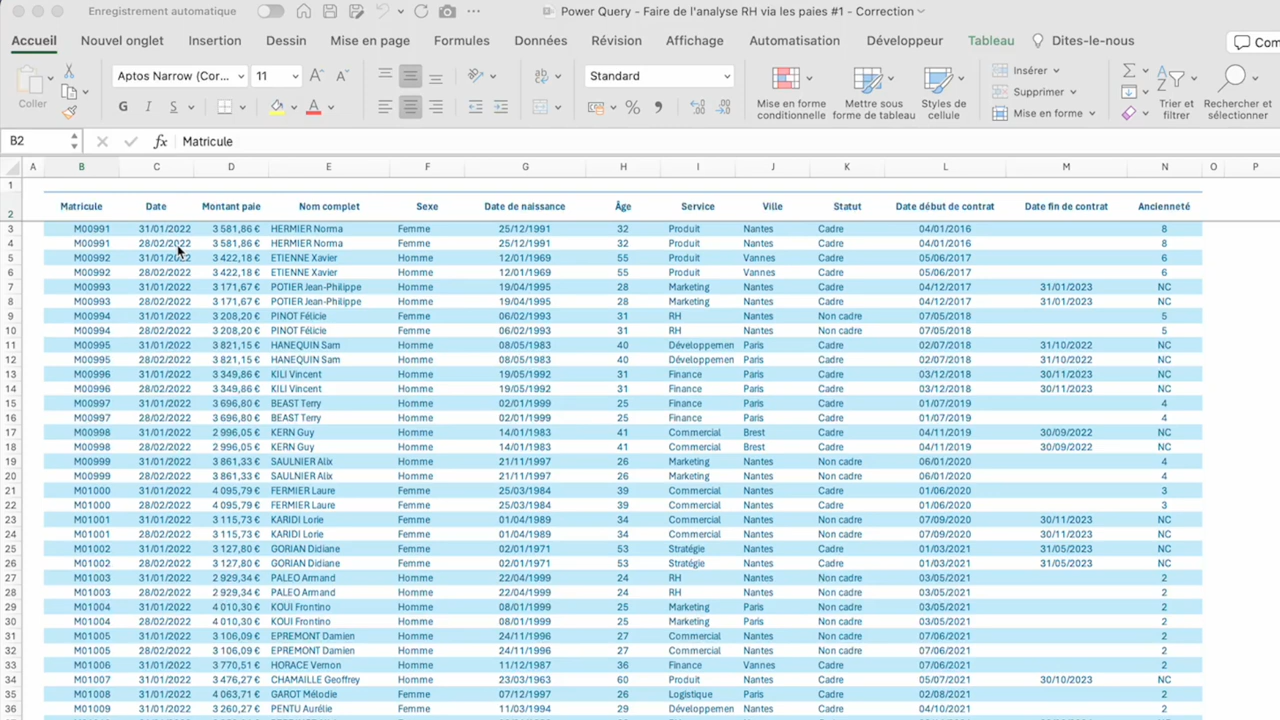 Enregistrement automatique Power Query - Faire de l'analyse RH via les paies #1 - Correction
Accueil Nouvel onglet Insertion Dessin Mise en page Formules Données Révision Affichage Automatisation Développeur Tableau Dites-le-nous Com
Coller Aptos Narrow (Cor... 11 Standard Mise en forme conditionnelle Mettre sous forme de tableau Styles de cellule Insérer Supprimer Mise en forme Trier et filtrer Rechercher et sélectionner
B2 fx Matricule
A B C D E F G H I J K L M N O P
1
2 Matricule Date Montant paie Nom complet Sexe Date de naissance Âge Service Ville Statut Date début de contrat Date fin de contrat Ancienneté
3 M00991 31/01/2022 3 581,86 € HERMIER Norma Femme 25/12/1991 32 Produit Nantes Cadre 04/01/2016 8
4 M00991 28/02/2022 3 581,86 € HERMIER Norma Femme 25/12/1991 32 Produit Nantes Cadre 04/01/2016 8
5 M00992 31/01/2022 3 422,18 € ETIENNE Xavier Homme 12/01/1969 55 Produit Vannes Cadre 05/06/2017 6
6 M00992 28/02/2022 3 422,18 € ETIENNE Xavier Homme 12/01/1969 55 Produit Vannes Cadre 05/06/2017 6
7 M00993 31/01/2022 3 171,67 € POTIER Jean-Philippe Homme 19/04/1995 28 Marketing Nantes Cadre 04/12/2017 31/01/2023 NC
8 M00993 28/02/2022 3 171,67 € POTIER Jean-Philippe Homme 19/04/1995 28 Marketing Nantes Cadre 04/12/2017 31/01/2023 NC
9 M00994 31/01/2022 3 208,20 € PINOT Félicie Femme 06/02/1993 31 RH Nantes Non cadre 07/05/2018 5
10 M00994 28/02/2022 3 208,20 € PINOT Félicie Femme 06/02/1993 31 RH Nantes Non cadre 07/05/2018 5
11 M00995 31/01/2022 3 821,15 € HANEQUIN Sam Homme 08/05/1983 40 Développemen Paris Cadre 02/07/2018 31/10/2022 NC
12 M00995 28/02/2022 3 821,15 € HANEQUIN Sam Homme 08/05/1983 40 Développemen Paris Cadre 02/07/2018 31/10/2022 NC
13 M00996 31/01/2022 3 349,86 € KILI Vincent Homme 19/05/1992 31 Finance Paris Cadre 03/12/2018 30/11/2023 NC
14 M00996 28/02/2022 3 349,86 € KILI Vincent Homme 19/05/1992 31 Finance Paris Cadre 03/12/2018 30/11/2023 NC
15 M00997 31/01/2022 3 696,80 € BEAST Terry Homme 02/01/1999 25 Finance Paris Cadre 01/07/2019 4
16 M00997 28/02/2022 3 696,80 € BEAST Terry Homme 02/01/1999 25 Finance Paris Cadre 01/07/2019 4
17 M00998 31/01/2022 2 996,05 € KERN Guy Homme 14/01/1983 41 Commercial Brest Cadre 04/11/2019 30/09/2022 NC
18 M00998 28/02/2022 2 996,05 € KERN Guy Homme 14/01/1983 41 Commercial Brest Cadre 04/11/2019 30/09/2022 NC
19 M00999 31/01/2022 3 861,33 € SAULNIER Alix Homme 21/11/1997 26 Marketing Nantes Non cadre 06/01/2020 4
20 M00999 28/02/2022 3 861,33 € SAULNIER Alix Homme 21/11/1997 26 Marketing Nantes Non cadre 06/01/2020 4
21 M01000 31/01/2022 4 095,79 € FERMIER Laure Femme 25/03/1984 39 Commercial Nantes Cadre 01/06/2020 3
22 M01000 28/02/2022 4 095,79 € FERMIER Laure Femme 25/03/1984 39 Commercial Nantes Cadre 01/06/2020 3
23 M01001 31/01/2022 3 115,73 € KARIDI Lorie Femme 01/04/1989 34 Commercial Nantes Non cadre 07/09/2020 30/11/2023 NC
24 M01001 28/02/2022 3 115,73 € KARIDI Lorie Femme 01/04/1989 34 Commercial Nantes Non cadre 07/09/2020 30/11/2023 NC
25 M01002 31/01/2022 3 127,80 € GORIAN Didiane Femme 02/01/1971 53 Stratégie Nantes Cadre 01/03/2021 31/05/2023 NC
26 M01002 28/02/2022 3 127,80 € GORIAN Didiane Femme 02/01/1971 53 Stratégie Nantes Cadre 01/03/2021 31/05/2023 NC
27 M01003 31/01/2022 2 929,34 € PALEO Armand Homme 22/04/1999 24 RH Nantes Non cadre 03/05/2021 2
28 M01003 28/02/2022 2 929,34 € PALEO Armand Homme 22/04/1999 24 RH Nantes Non cadre 03/05/2021 2
29 M01004 31/01/2022 4 010,30 € KOUI Frontino Homme 08/01/1999 25 Marketing Paris Non cadre 03/05/2021 2
30 M01004 28/02/2022 4 010,30 € KOUI Frontino Homme 08/01/1999 25 Marketing Paris Non cadre 03/05/2021 2
31 M01005 31/01/2022 3 106,09 € EPREMONT Damien Homme 24/11/1996 27 Commercial Nantes Non cadre 07/06/2021 2
32 M01005 28/02/2022 3 106,09 € EPREMONT Damien Homme 24/11/1996 27 Commercial Nantes Non cadre 07/06/2021 2
33 M01006 31/01/2022 3 770,51 € HORACE Vernon Homme 11/12/1987 36 Finance Vannes Cadre 07/06/2021 2
34 M01007 31/01/2022 3 476,27 € CHAMAILLE Geoffrey Homme 23/03/1963 60 Produit Nantes Cadre 05/07/2021 30/10/2023 NC
35 M01008 31/01/2022 4 063,71 € GAROT Mélodie Femme 07/12/1997 26 Logistique Paris Cadre 02/08/2021 2
36 M01009 31/01/2022 3 260,27 € PENTU Aurélie Femme 11/03/1994 29 Développemen Paris Cadre 04/10/2021 2